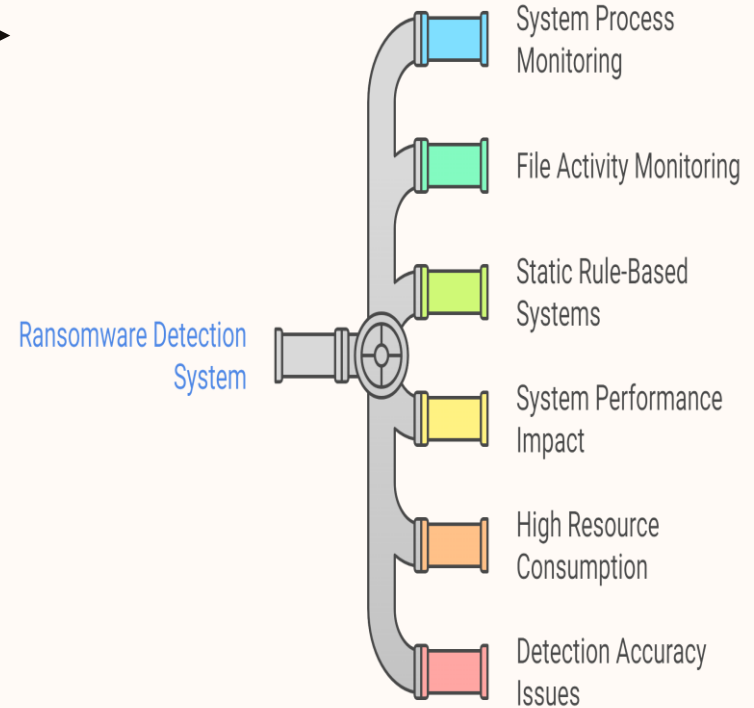 System Process
Monitoring
File Activity Monitoring
Static Rule-Based
Systems
Ransomware Detection
System
System Performance
Impact
High Resource
Consumption
Detection Accuracy
Issues